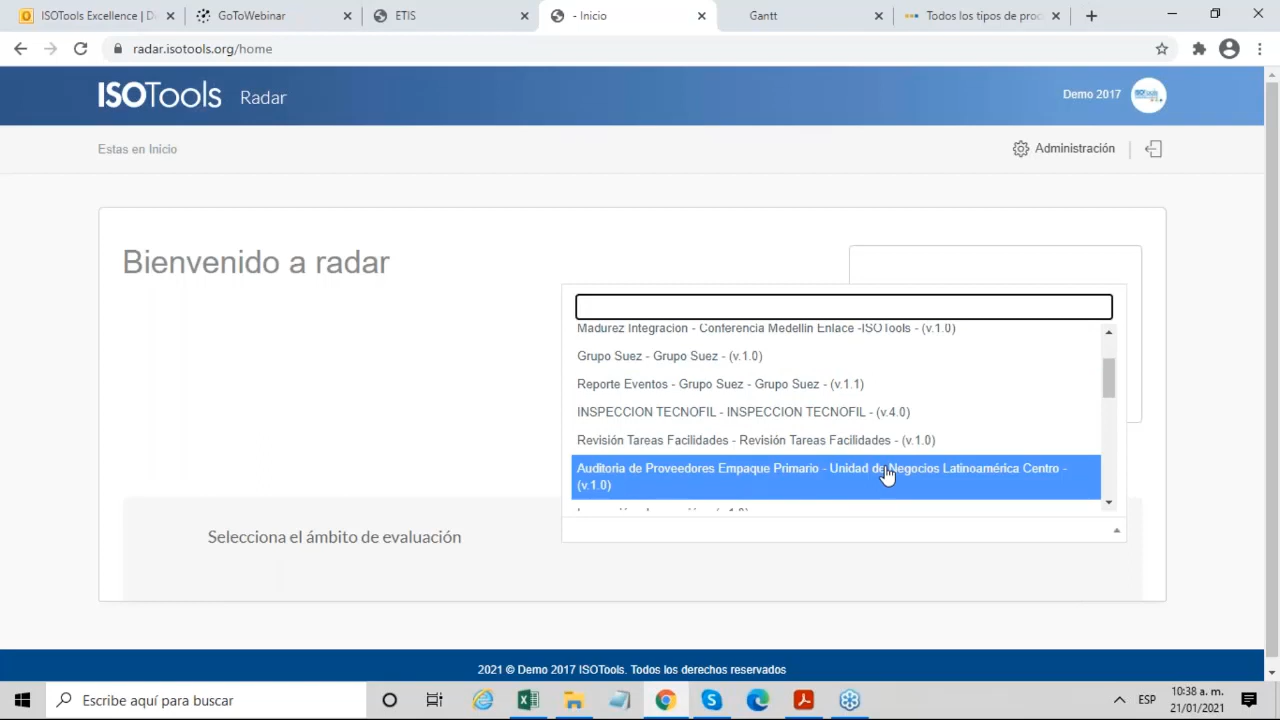 ISOTools Excellence | D
GoToWebinar
ETIS
- Inicio
Gantt
Todos los tipos de proc
radar.isotools.org/home
ISOTools Radar
Demo 2017
Estas en Inicio
Administración
Bienvenido a radar
Madurez Integracion - Conferencia Medellin Enlace -ISOTools - (v.1.0)
Grupo Suez - Grupo Suez - (v.1.0)
Reporte Eventos - Grupo Suez - Grupo Suez - (v.1.1)
INSPECCION TECNOFIL - INSPECCION TECNOFIL - (v.4.0)
Revisión Tareas Facilidades - Revisión Tareas Facilidades - (v.1.0)
Auditoria de Proveedores Empaque Primario - Unidad de Negocios Latinoamérica Centro -
(v.1.0)
Selecciona el ámbito de evaluación
2021 © Demo 2017 ISOTools. Todos los derechos reservados
Escribe aquí para buscar
ESP
10:38 a. m.
21/01/2021